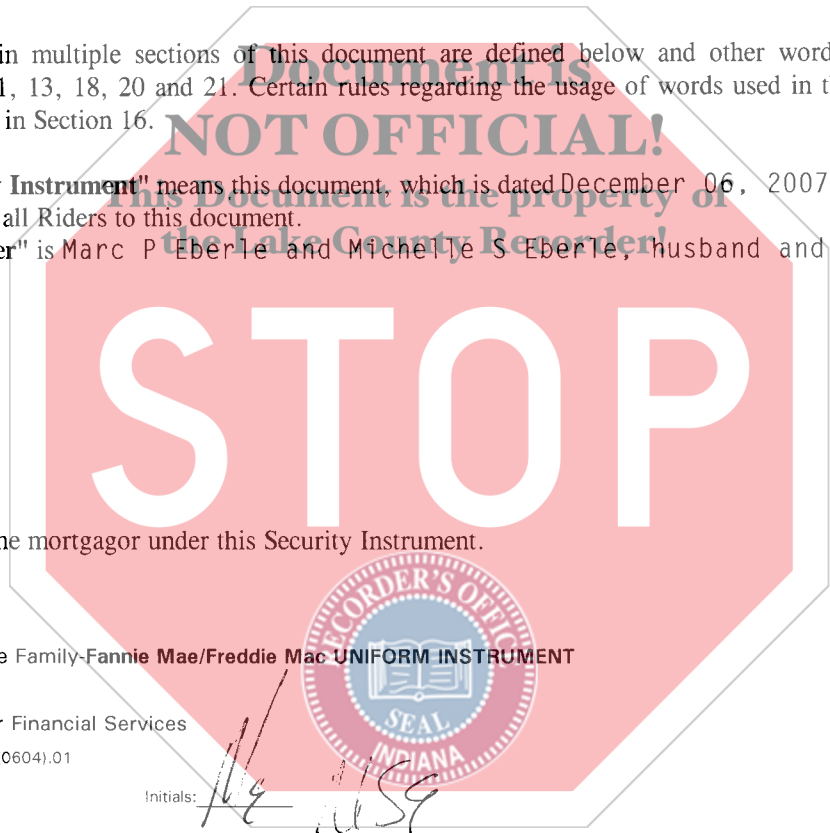 in multiple sections of this document are defined below and other word
1, 13, 18, 20 and 21. Certain rules regarding the usage of words used in t
in Section 16.
Document is
NOT OFFICIAL!
This Document is the property of
the Lake County Recorder!
Instrument" means this document, which is dated December 06, 2007
all Riders to this document.
er" is Marc P Eberle and Michelle S Eberle, husband and
STOP
ne mortgagor under this Security Instrument.
RECORDER'S OFFICE
SEAL
INDIANA
e Family-Fannie Mae/Freddie Mac UNIFORM INSTRUMENT
r Financial Services
0604).01
Initials: